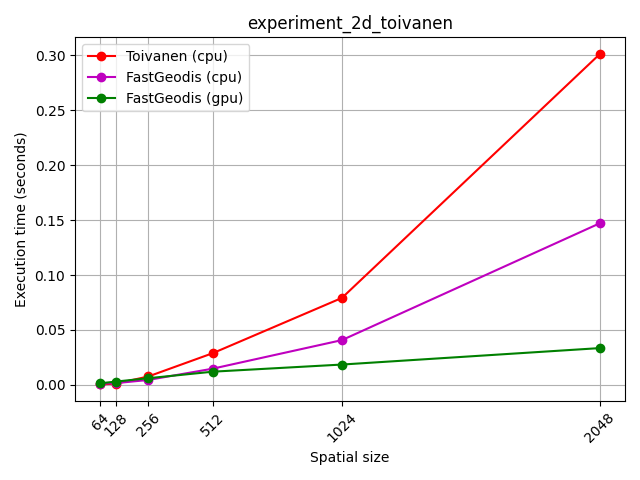 experiment_2d_toivanen
Toivanen (cpu)
FastGeodis (cpu)
FastGeodis (gpu)
Execution time (seconds)
0.30
0.25
0.20
0.15
0.10
0.05
0.00
64
128
256
512
1024
2048
Spatial size